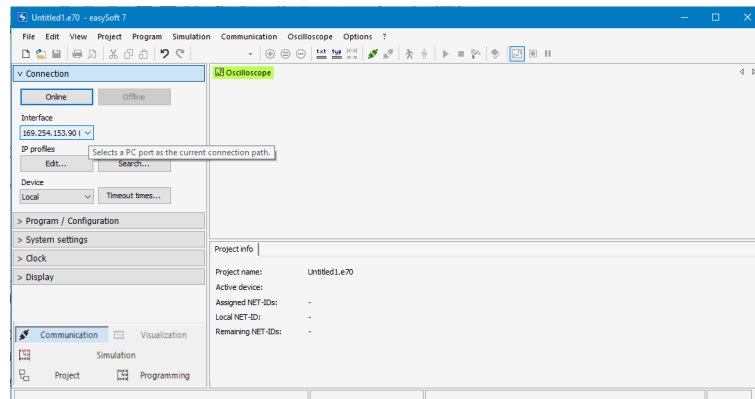 Untitled1.e70 - easySoft 7
File Edit View Project Program Simulation Communication Oscilloscope Options ?
txt typ
Connection
Oscilloscope
Online Offline
Interface
169.254.153.90 (
Selects a PC port as the current connection path.
IP profiles
Edit... Search...
Device
Local Timeout times...
> Program / Configuration
> System settings
> Clock
> Display
Project info
Project name: Untitled1.e70
Active device:
Assigned NET-IDs: -
Local NET-ID: -
Remaining NET-IDs: -
Communication Visualization
Simulation
Project Programming